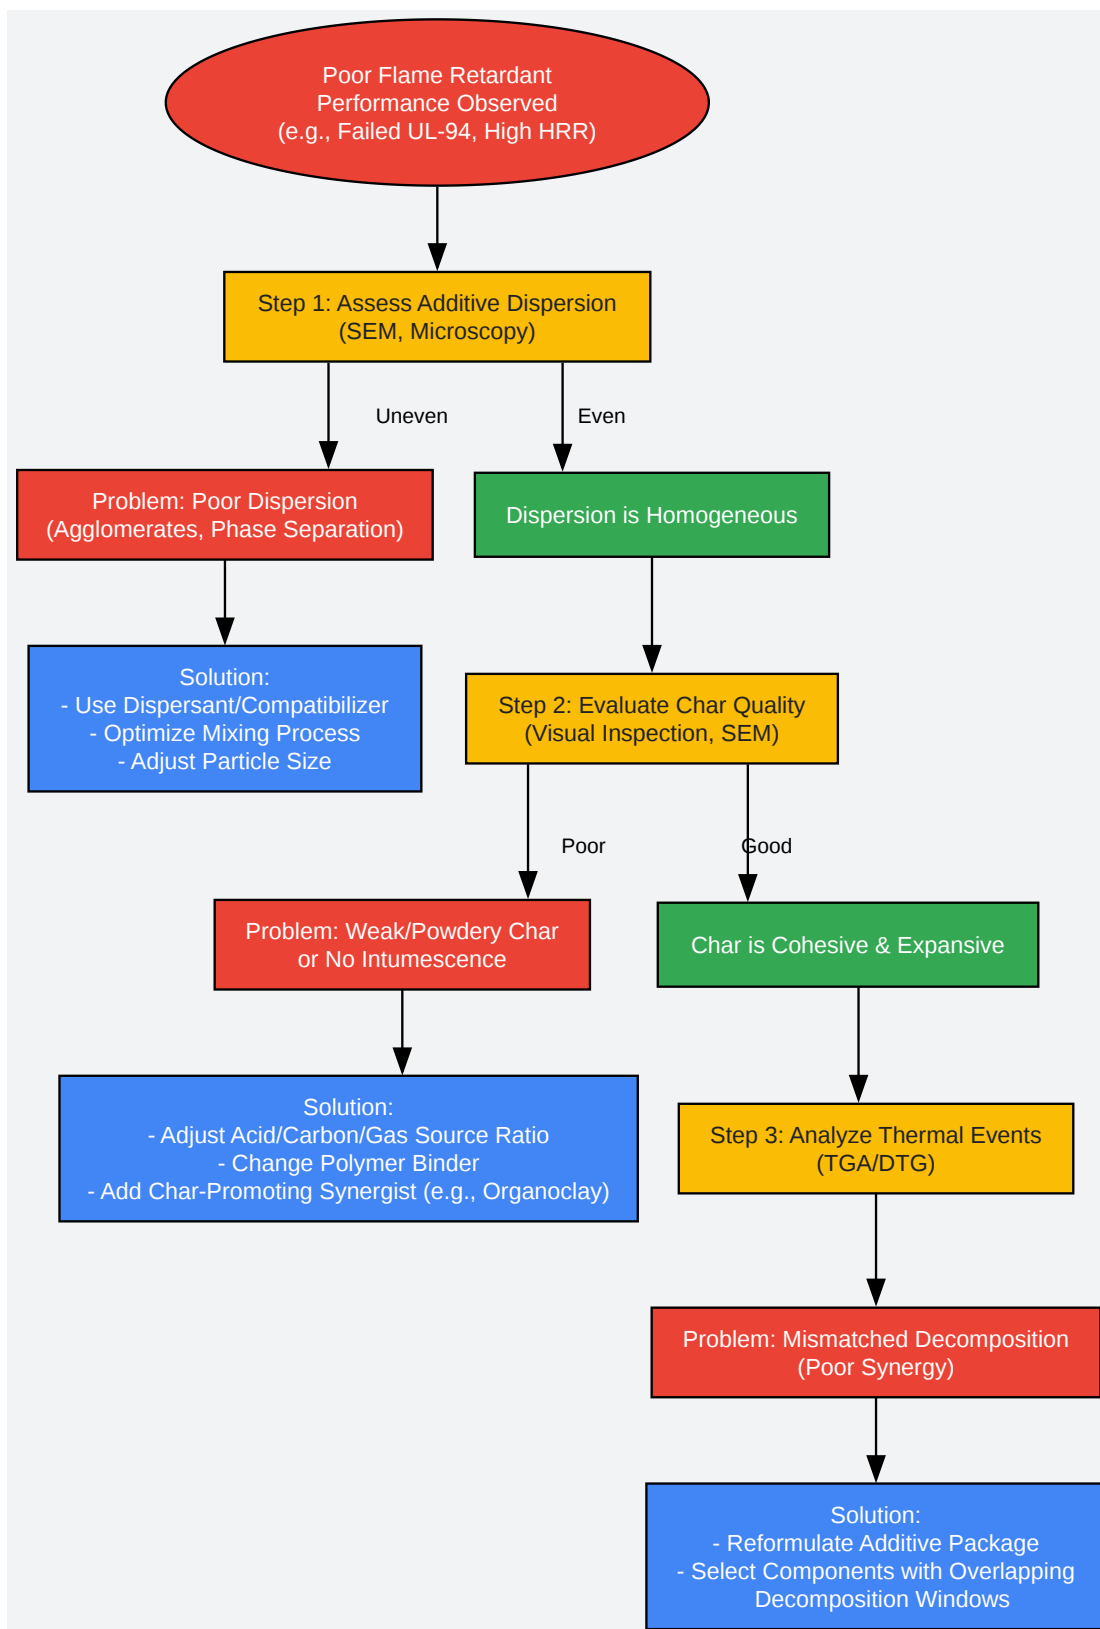 Poor Flame Retardant
Performance Observed
(e.g., Failed UL-94, High HRR)
Step 1: Assess Additive Dispersion
(SEM, Microscopy)
Uneven
Even
Problem: Poor Dispersion
(Agglomerates, Phase Separation)
Dispersion is Homogeneous
Solution:
- Use Dispersant/Compatibilizer
- Optimize Mixing Process
- Adjust Particle Size
Step 2: Evaluate Char Quality
(Visual Inspection, SEM)
Poor
Good
Problem: Weak/Powdery Char
or No Intumescence
Char is Cohesive & Expansive
Solution:
- Adjust Acid/Carbon/Gas Source Ratio
- Change Polymer Binder
- Add Char-Promoting Synergist (e.g., Organoclay)
Step 3: Analyze Thermal Events
(TGA/DTG)
Problem: Mismatched Decomposition
(Poor Synergy)
Solution:
- Reformulate Additive Package
- Select Components with Overlapping
Decomposition Windows